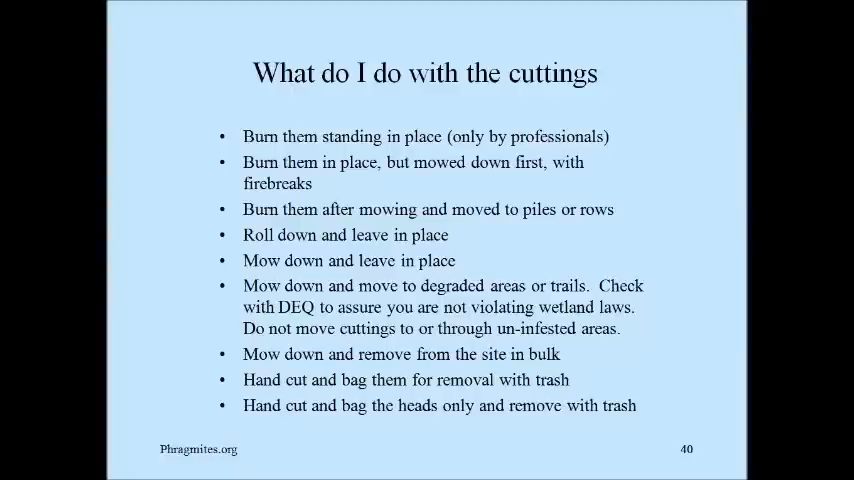 What do I do with the cuttings
• Burn them standing in place (only by professionals)
• Burn them in place, but mowed down first, with
firebreaks
• Burn them after mowing and moved to piles or rows
• Roll down and leave in place
• Mow down and leave in place
• Mow down and move to degraded areas or trails.  Check
with DEQ to assure you are not violating wetland laws.
Do not move cuttings to or through un-infested areas.
• Mow down and remove from the site in bulk
• Hand cut and bag them for removal with trash
• Hand cut and bag the heads only and remove with trash
Phragmites.org
40